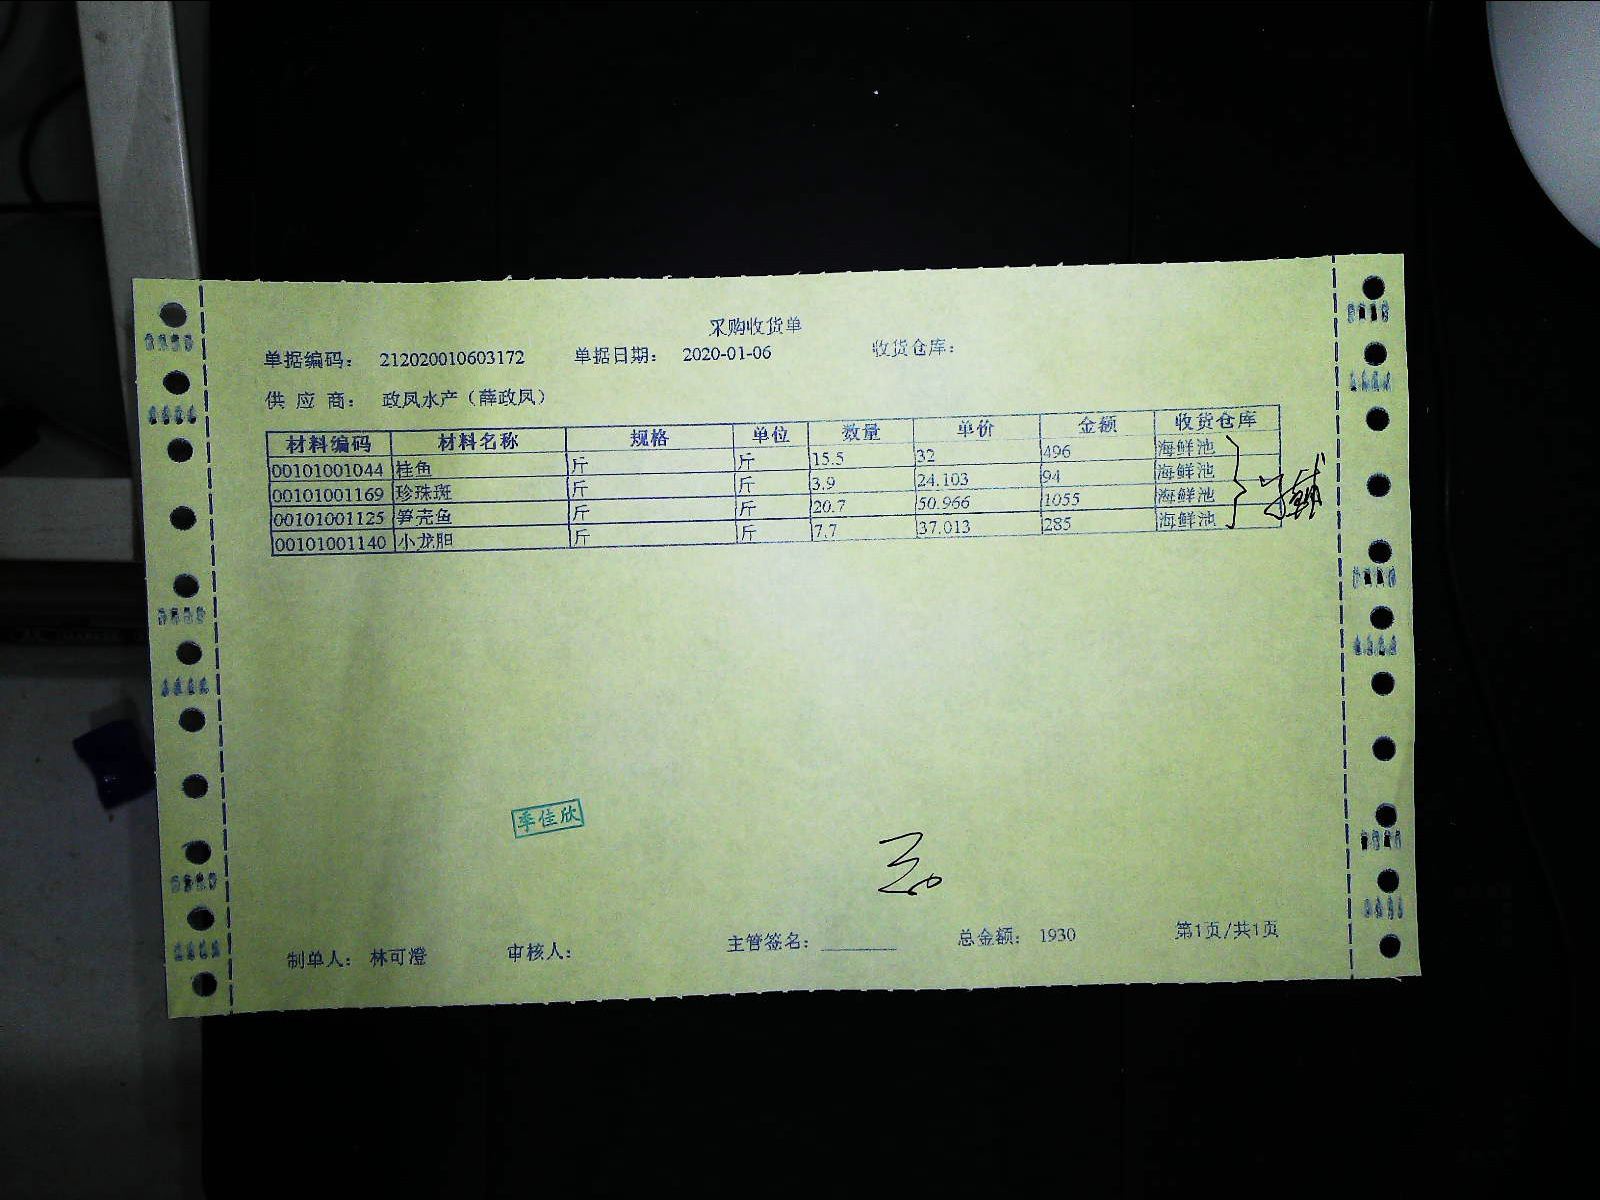 采购收货单
单据编码： 212020010603172 单据日期： 2020-01-06 收货仓库：
供 应 商： 政凤水产（薛政凤）
材料编码 材料名称 规格 单位 数量 单价 金额 收货仓库
00101001044 桂鱼 斤 斤 15.5 32 496 海鲜池
00101001169 珍珠斑 斤 斤 3.9 24.103 94 海鲜池
00101001125 笋壳鱼 斤 斤 20.7 50.966 1055 海鲜池
00101001140 小龙胆 斤 斤 7.7 37.013 285 海鲜池
季佳欣
制单人： 林可澄 审核人： 主管签名： 总金额： 1930 第1页/共1页